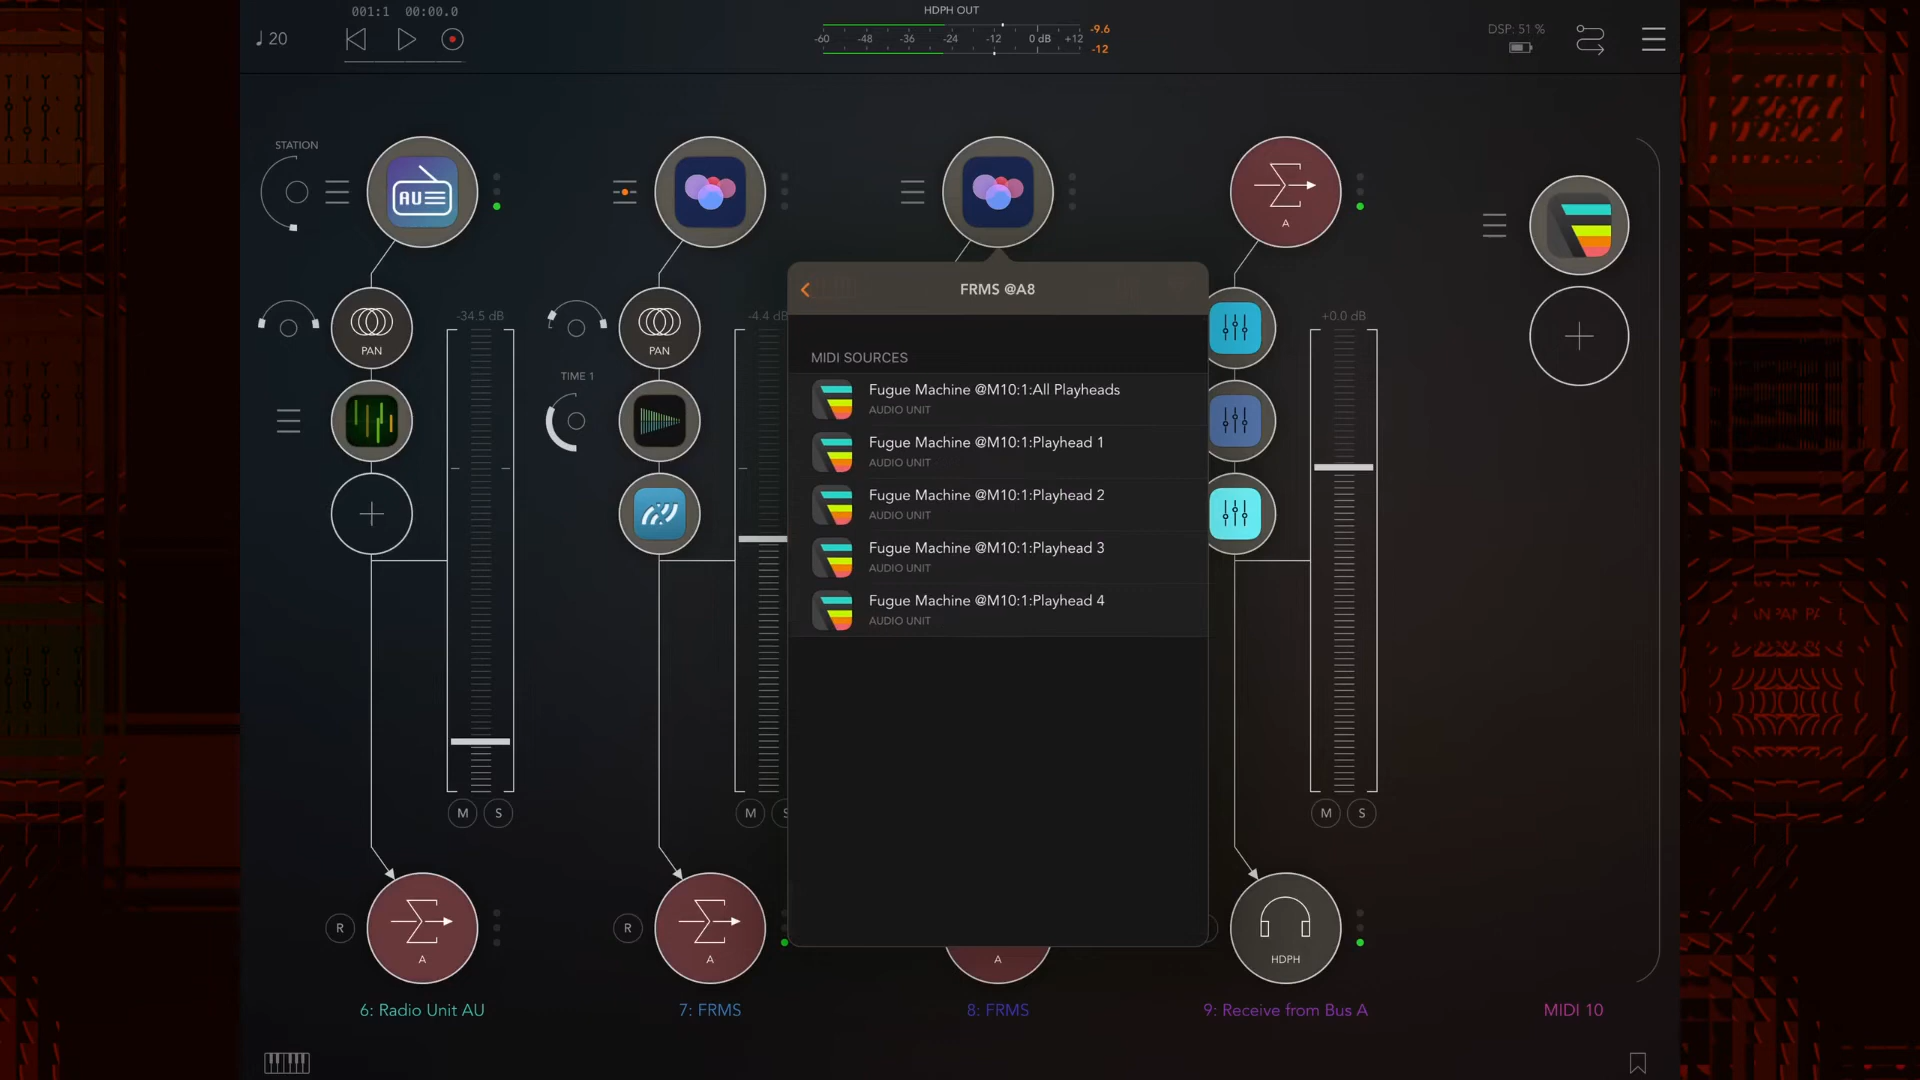 001:1 00:00.0
HDPH OUT
20
-60 -48 -36 -24 -12 0 dB +12
-9.6
-12
DSP: 51 %
STATION
AU
A
PAN
PAN
TIME 1
-34.5 dB
-4.4 dB
+0.0 dB
FRMS @A8
MIDI SOURCES
Fugue Machine @M10:1:All Playheads
AUDIO UNIT
Fugue Machine @M10:1:Playhead 1
AUDIO UNIT
Fugue Machine @M10:1:Playhead 2
AUDIO UNIT
Fugue Machine @M10:1:Playhead 3
AUDIO UNIT
Fugue Machine @M10:1:Playhead 4
AUDIO UNIT
M S
M S
M S
R
A
R
A
A
HDPH
6: Radio Unit AU
7: FRMS
8: FRMS
9: Receive from Bus A
MIDI 10